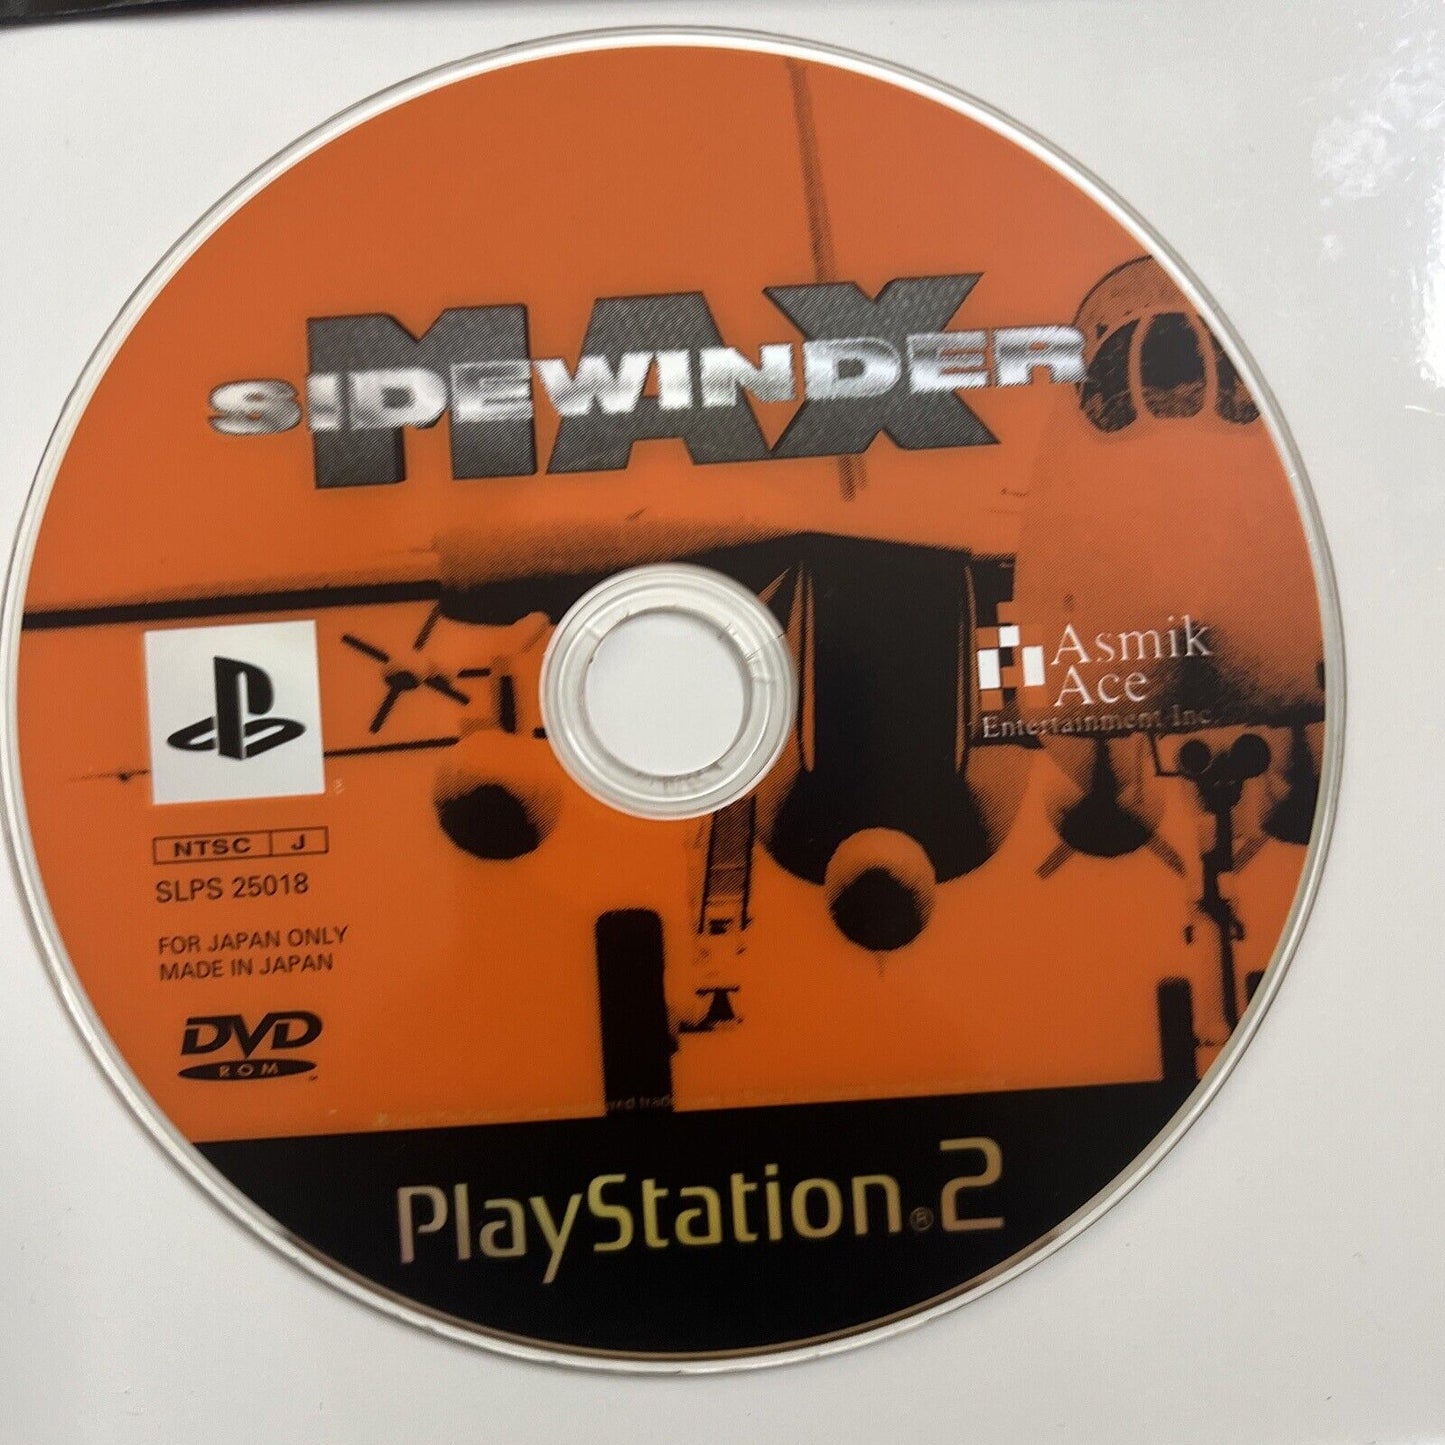 MAX
SIDEWINDER
Asmik
Ace
Entertainment Inc.
NTSC J
SLPS 25018
FOR JAPAN ONLY
MADE IN JAPAN
DVD
ROM
PlayStation®2